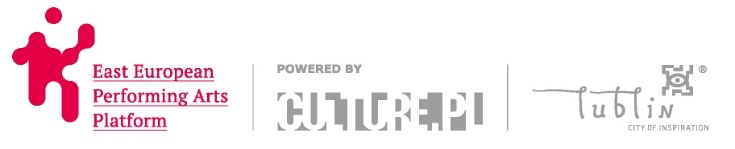 East European
Performing Arts
Platform
POWERED BY
CULTURE.PL
lublin
®
CITY OF INSPIRATION